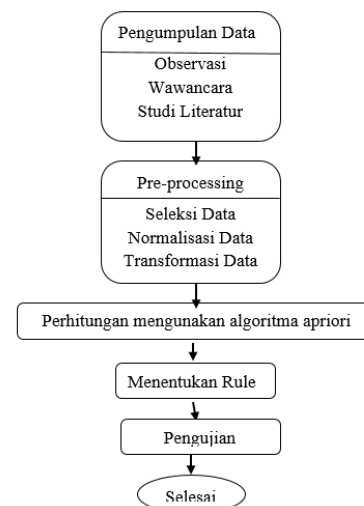 Pengumpulan Data
Observasi
Wawancara
Studi Literatur
Pre-processing
Seleksi Data
Normalisasi Data
Transformasi Data
Perhitungan mengunakan algoritma apriori
Menentukan Rule
Pengujian
Selesai